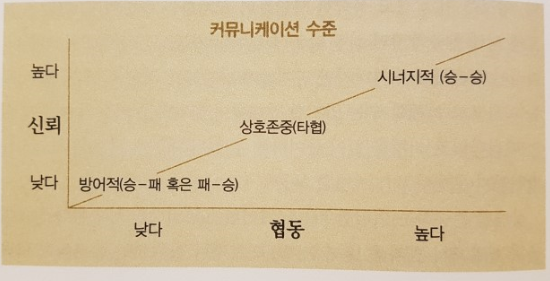 커뮤니케이션 수준
높다
시너지적 (승-승)
신뢰
상호존중(타협)
낮다
방어적(승-패 혹은 패-승)
낮다
협동
높다